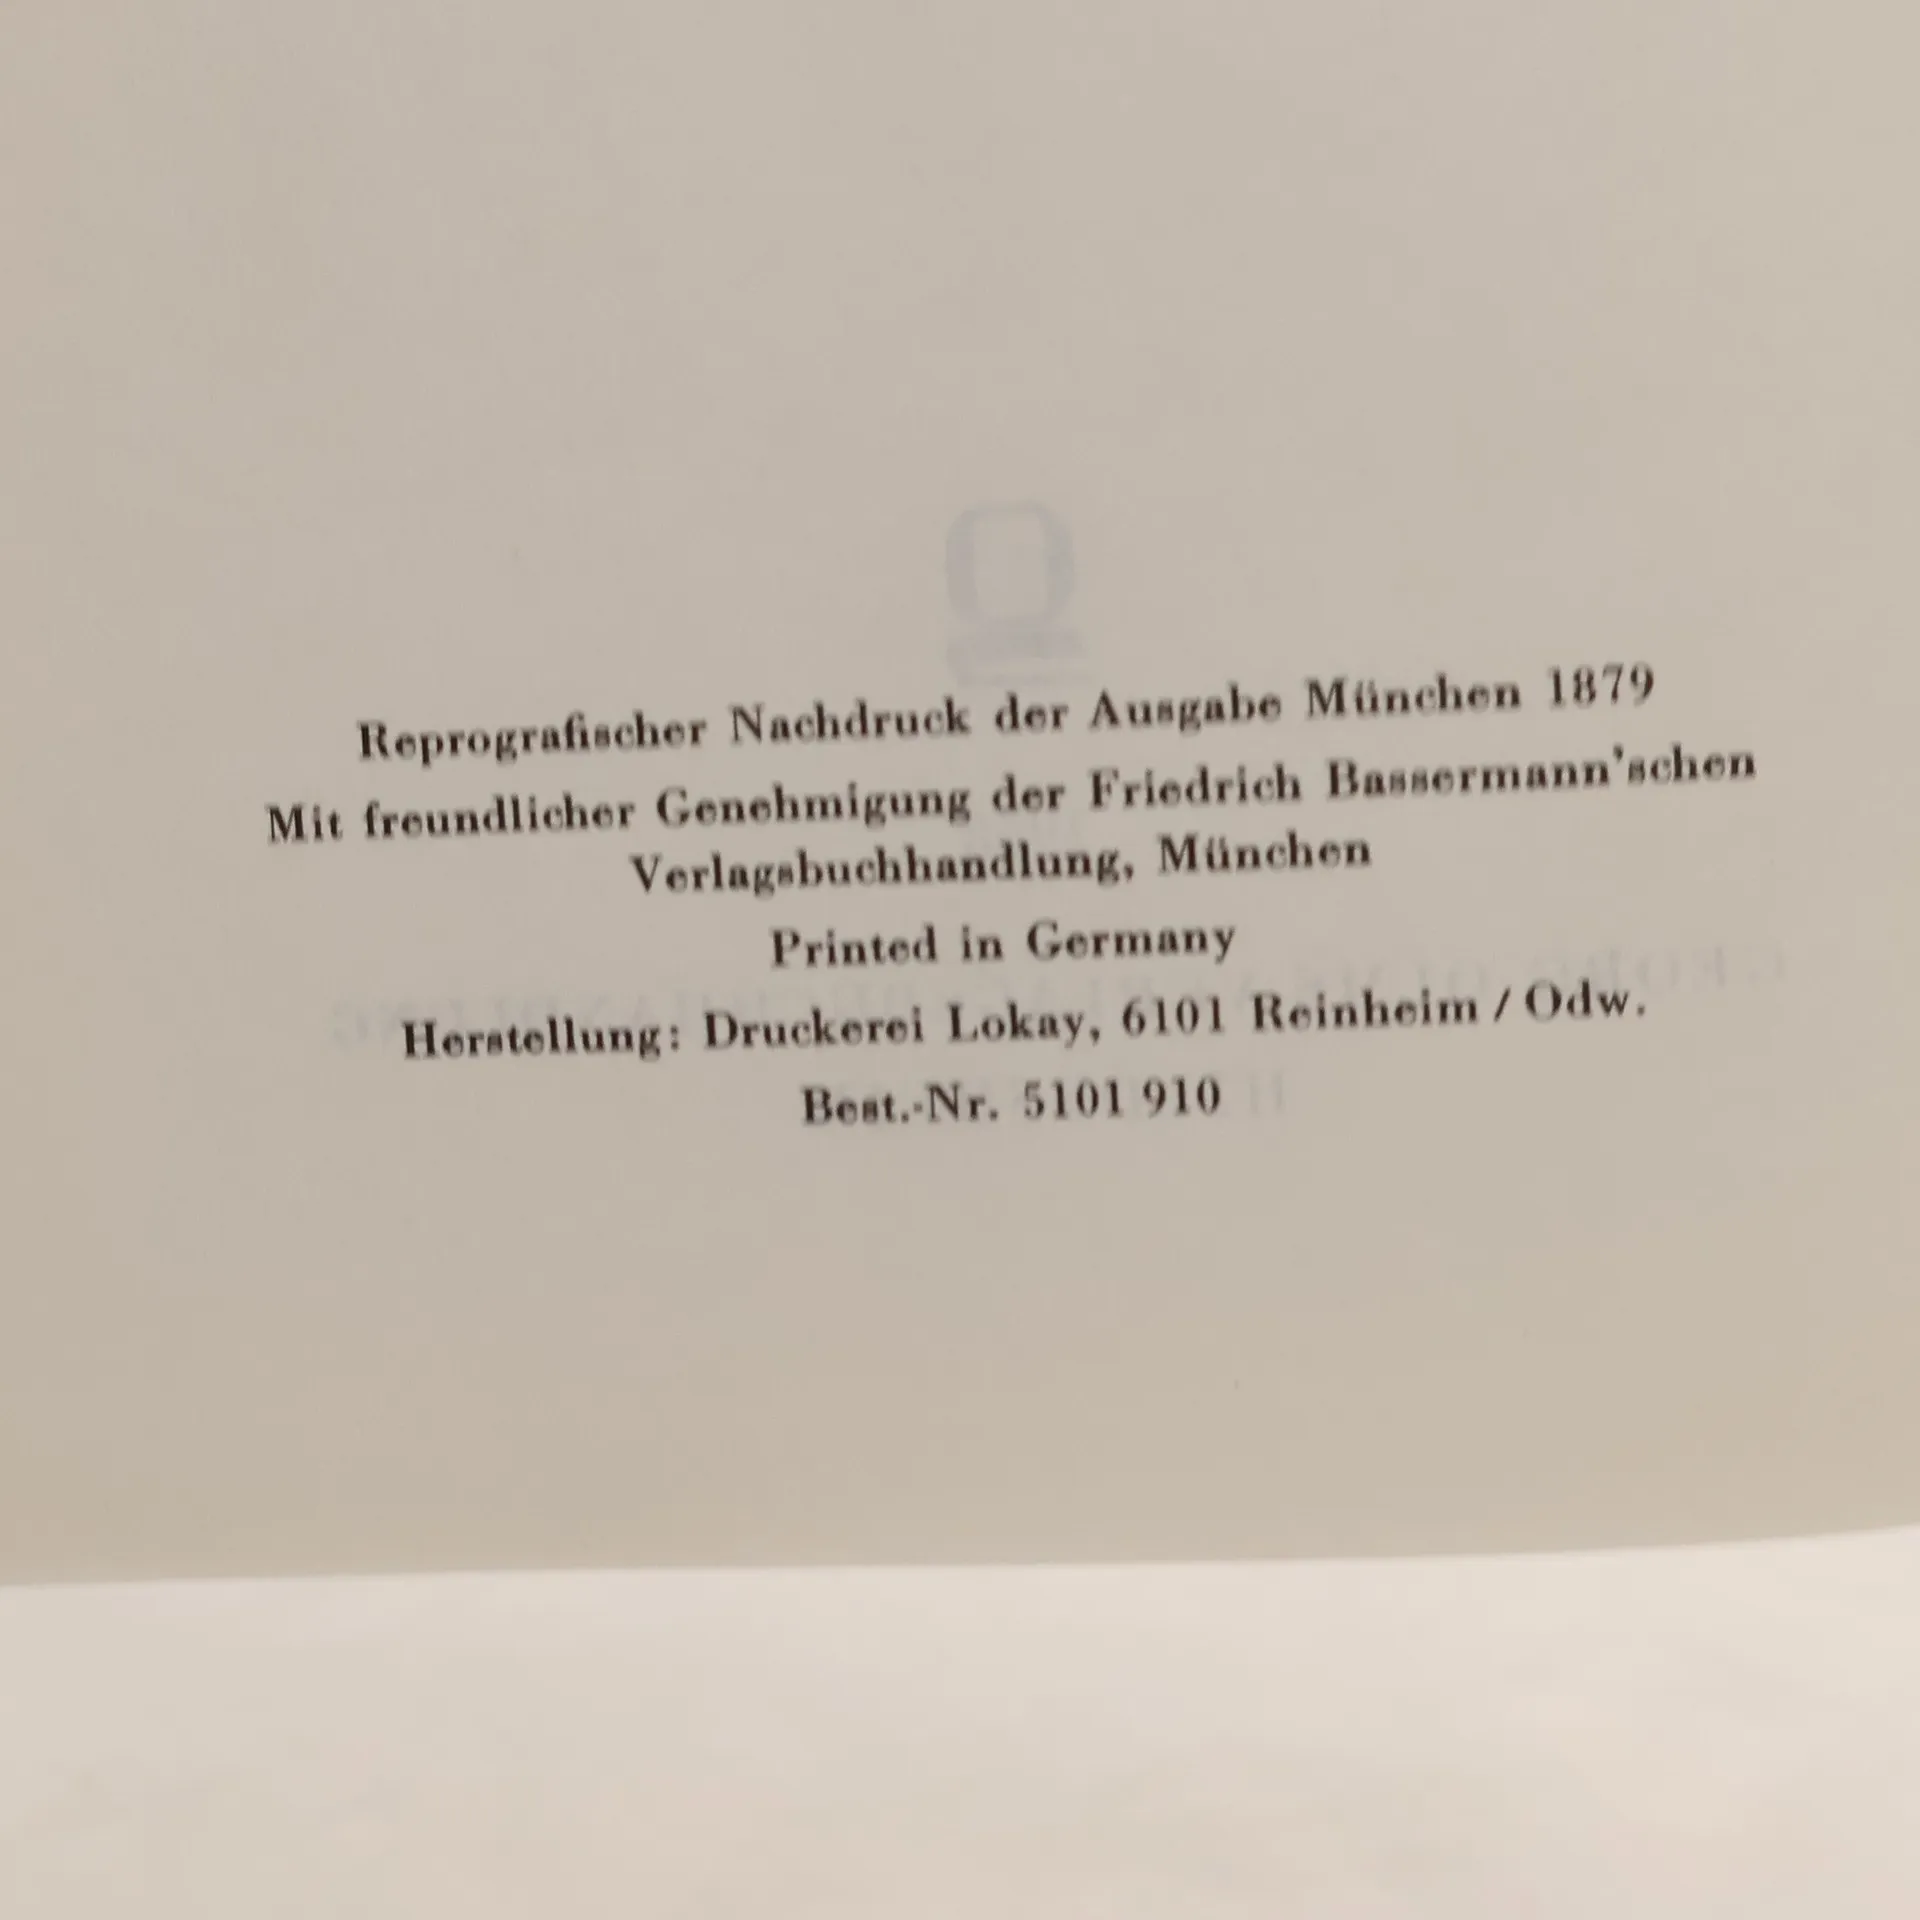 Reprografischer Nachdruck der Ausgabe München 1879
Mit freundlicher Genehmigung der Friedrich Bassermann'schen
Verlagsbuchhandlung, München
Printed in Germany
Herstellung: Druckerei Lokay, 6101 Reinheim / Odw.
Best.-Nr. 5101 910